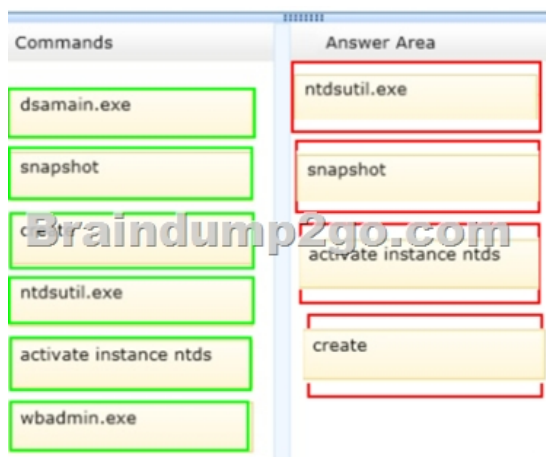 Commands
dsamain.exe
snapshot
create
ntdsutil.exe
activate instance ntds
wbadmin.exe
Answer Area
ntdsutil.exe
snapshot
activate instance ntds
create
Braindump2go.com